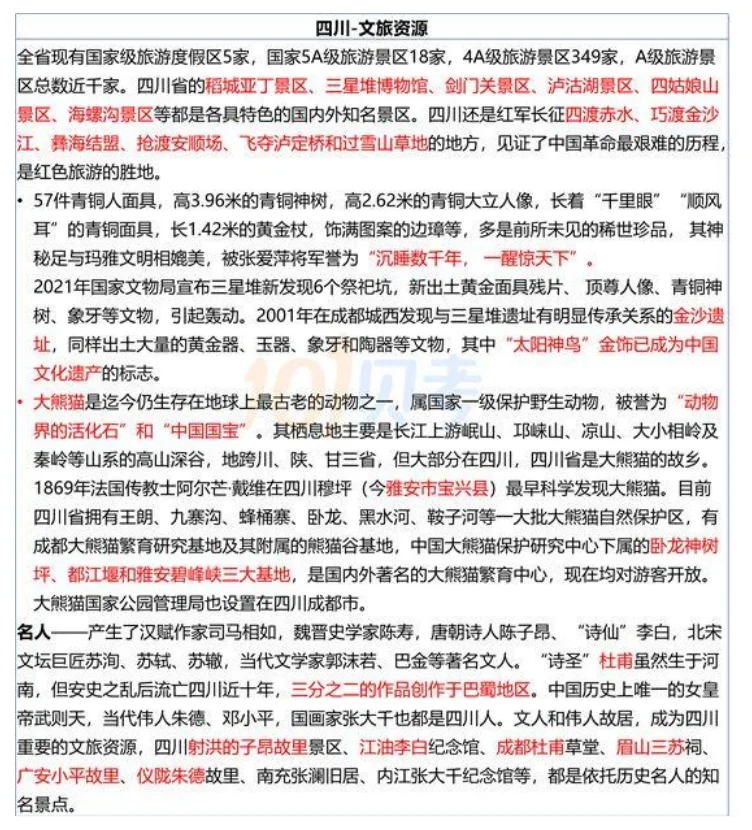 四川-文旅资源
全省现有国家级旅游度假区5家，国家5A级旅游景区18家，4A级旅游景区349家，A级旅游景
区总数近千家。四川省的稻城亚丁景区、三星堆博物馆、剑门关景区、泸沽湖景区、四姑娘山
景区、海螺沟景区等都是各具特色的国内外知名景区。四川还是红军长征四渡赤水、巧渡金沙
江、彝海结盟、抢渡安顺场、飞夺泸定桥和过雪山草地的地方，见证了中国革命最艰难的历程，
是红色旅游的胜地。
• 57件青铜人面具，高3.96米的青铜神树，高2.62米的青铜大立人像，长着“千里眼”“顺风
耳”的青铜面具，长1.42米的黄金杖，饰满图案的边璋等，多是前所未见的稀世珍品， 其神
秘足与玛雅文明相媲美，被张爱萍将军誉为“沉睡数千年， 一醒惊天下”。
2021年国家文物局宣布三星堆新发现6个祭祀坑，新出土黄金面具残片、 顶尊人像、青铜神
树、象牙等文物，引起轰动。2001年在成都城西发现与三星堆遗址有明显传承关系的金沙遗
址，同样出土大量的黄金器、玉器、象牙和陶器等文物，其中“太阳神鸟”金饰已成为中国
文化遗产的标志。
• 大熊猫是迄今仍生存在地球上最古老的动物之一，属国家一级保护野生动物，被誉为“动物
界的活化石”和“中国国宝”。其栖息地主要是长江上游岷山、邛崃山、凉山、大小相岭及
秦岭等山系的高山深谷，地跨川、陕、甘三省，但大部分在四川，四川省是大熊猫的故乡。
1869年法国传教士阿尔芒·戴维在四川穆坪（今雅安市宝兴县）最早科学发现大熊猫。目前
四川省拥有王朗、九寨沟、蜂桶寨、卧龙、黑水河、鞍子河等一大批大熊猫自然保护区，有
成都大熊猫繁育研究基地及其附属的熊猫谷基地，中国大熊猫保护研究中心下属的卧龙神树
坪、都江堰和雅安碧峰峡三大基地，是国内外著名的大熊猫繁育中心，现在均对游客开放。
大熊猫国家公园管理局也设置在四川成都市。
名人——产生了汉赋作家司马相如，魏晋史学家陈寿，唐朝诗人陈子昂、“诗仙”李白，北宋
文坛巨匠苏洵、苏轼、苏辙，当代文学家郭沫若、巴金等著名文人。“诗圣”杜甫虽然生于河
南，但安史之乱后流亡四川近十年，三分之二的作品创作于巴蜀地区。中国历史上唯一的女皇
帝武则天，当代伟人朱德、邓小平，国画家张大千也都是四川人。文人和伟人故居，成为四川
重要的文旅资源，四川射洪的子昂故里景区、江油李白纪念馆、成都杜甫草堂、眉山三苏祠、
广安小平故里、仪陇朱德故里、南充张澜旧居、内江张大千纪念馆等，都是依托历史名人的知
名景点。
101贝考